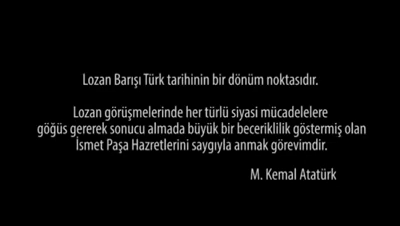 Lozan Barışı Türk tarihinin bir dönüm noktasıdır.
Lozan görüşmelerinde her türlü siyasi mücadelelere
göğüs gererek sonucu almada büyük bir beceriklilik göstermiş olan
İsmet Paşa Hazretlerini saygıyla anmak görevimdir.
M. Kemal Atatürk